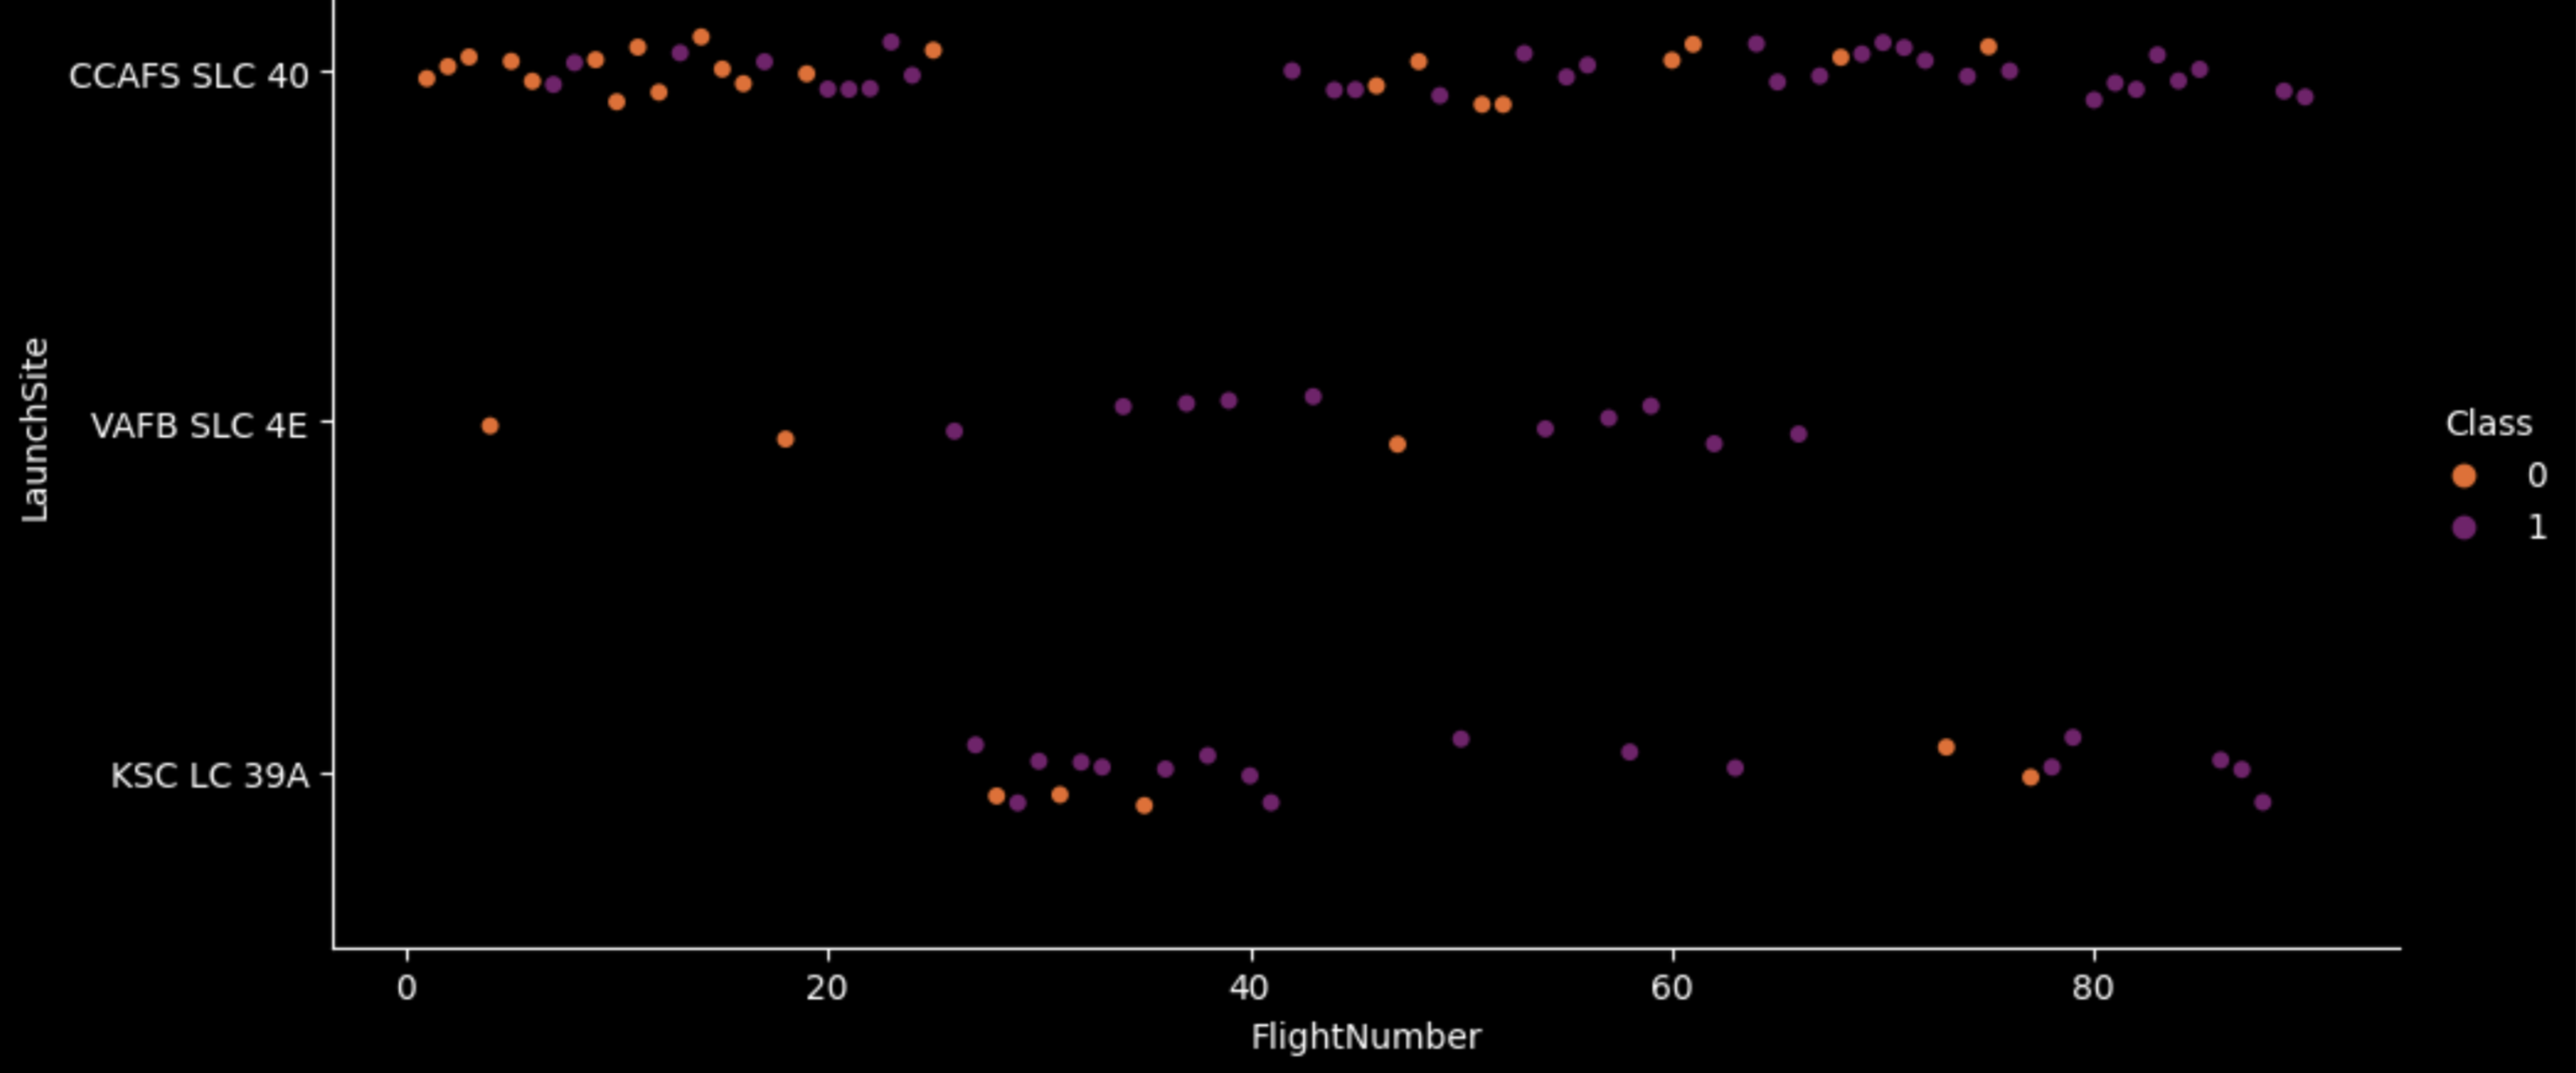 CCAFS SLC 40
VAFB SLC 4E
KSC LC 39A
LaunchSite
0 20 40 60 80
FlightNumber
Class
0
1